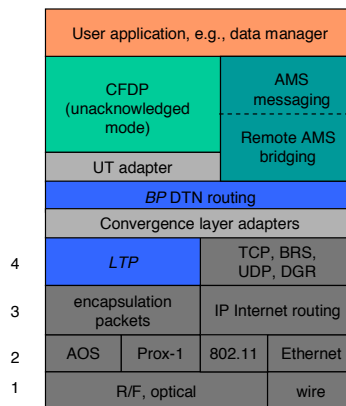 User application, e.g., data manager
CFDP
(unacknowledged
mode)
AMS
messaging
Remote AMS
bridging
UT adapter
BP DTN routing
Convergence layer adapters
4
LTP
TCP, BRS,
UDP, DGR
3
encapsulation
packets
IP Internet routing
2
AOS
Prox-1
802.11
Ethernet
1
R/F, optical
wire